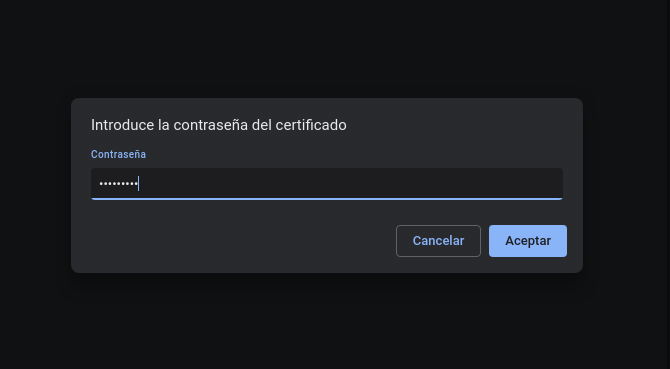 Introduce la contraseña del certificado
Contraseña
•••••••••
Cancelar
Aceptar